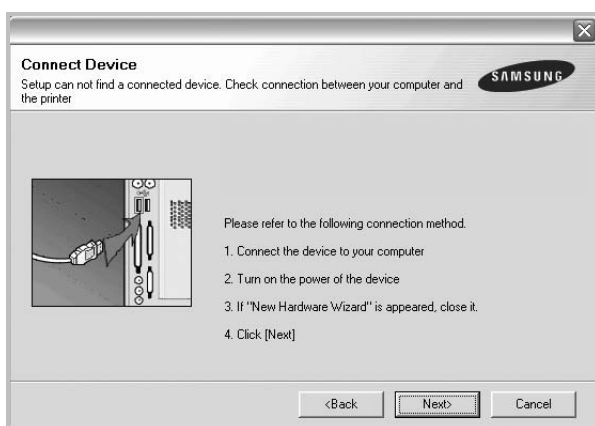 Connect Device
Setup can not find a connected device. Check connection between your computer and
the printer
SAMSUNG
Please refer to the following connection method.
1. Connect the device to your computer
2. Turn on the power of the device
3. If "New Hardware Wizard" is appeared, close it.
4. Click [Next]
<Back
Next>
Cancel